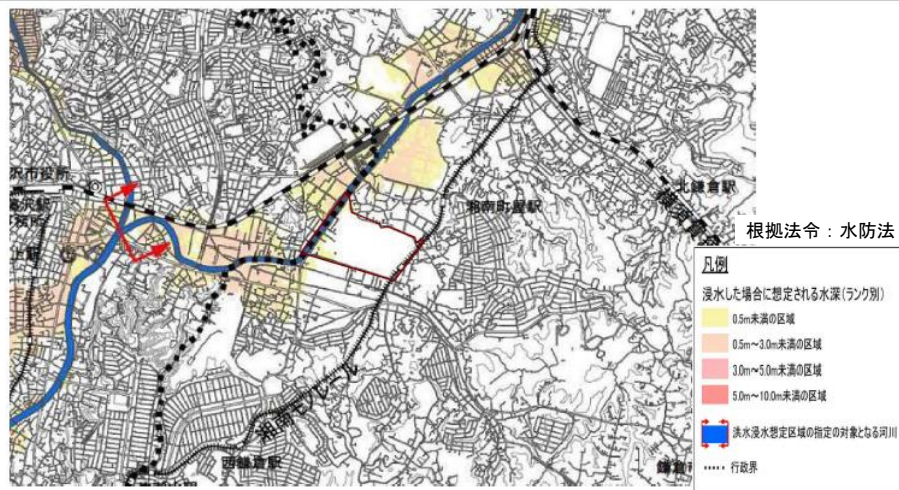 沢市役所
北鎌倉駅
湘南町屋駅
湘南モノレール
西鎌倉駅
根拠法令：水防法
凡例
浸水した場合に想定される水深（ランク別）
0.5m未満の区域
0.5m～3.0m未満の区域
3.0m～5.0m未満の区域
5.0m～10.0m未満の区域
洪水浸水想定区域の指定の対象となる河川
行政界